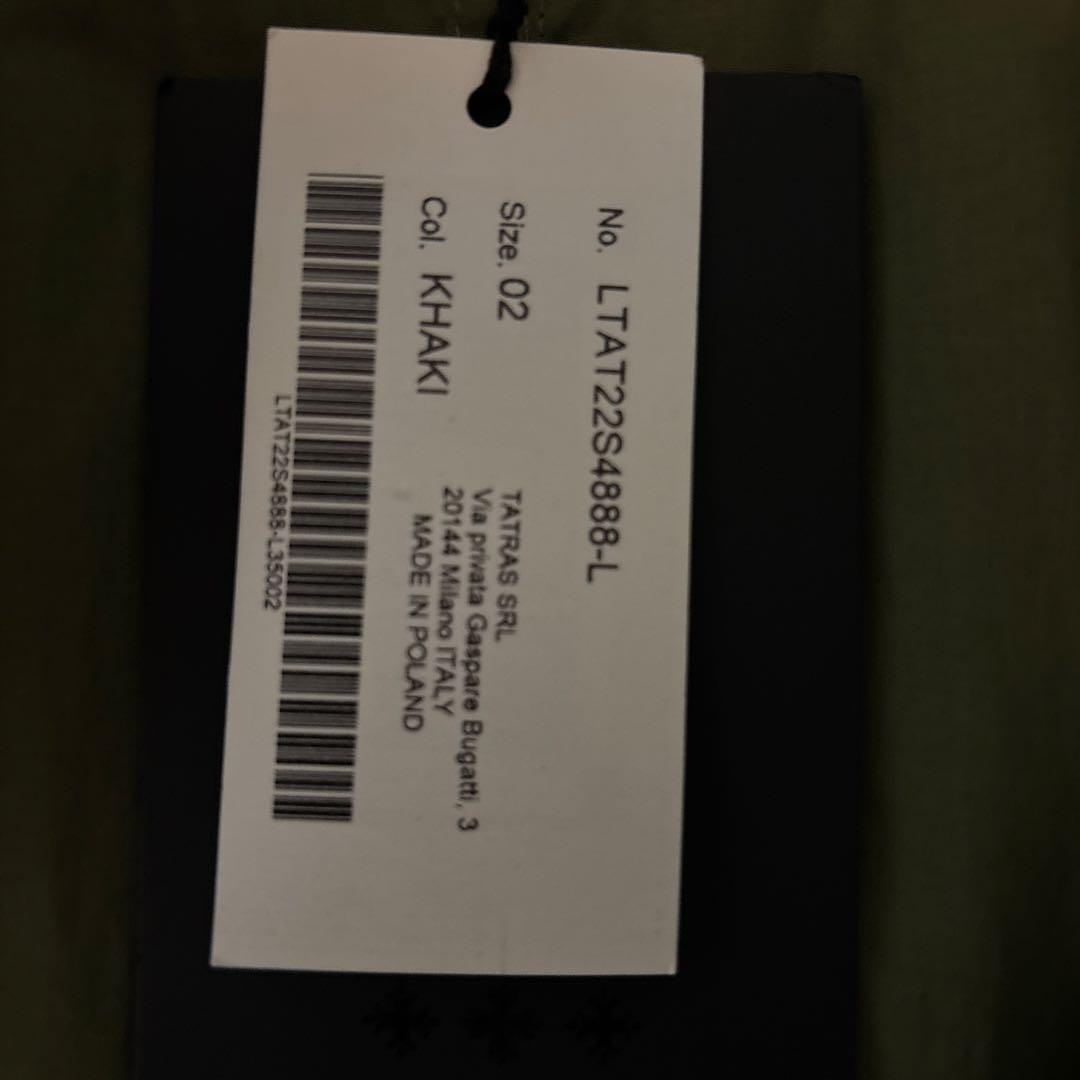 No. LTAT22S4888-L
Size. 02
Col. KHAKI
TATRAS SRL
Via privata Gaspare Bugatti, 3
20144 Milano ITALY
MADE IN POLAND
LTAT22S4888-L35002